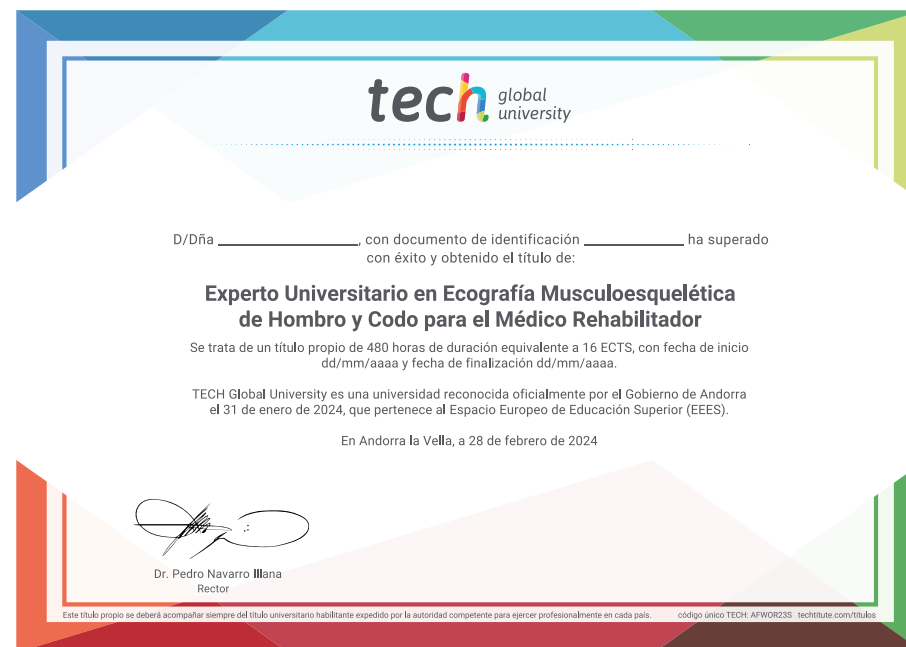 tech global university
D/Dña ____________________, con documento de identificación ______________ ha superado
con éxito y obtenido el título de:
Experto Universitario en Ecografía Musculoesquelética
de Hombro y Codo para el Médico Rehabilitador
Se trata de un título propio de 480 horas de duración equivalente a 16 ECTS, con fecha de inicio
dd/mm/aaaa y fecha de finalización dd/mm/aaaa.
TECH Global University es una universidad reconocida oficialmente por el Gobierno de Andorra
el 31 de enero de 2024, que pertenece al Espacio Europeo de Educación Superior (EEES).
En Andorra la Vella, a 28 de febrero de 2024
Dr. Pedro Navarro Illana
Rector
Este título propio se deberá acompañar siempre del título universitario habilitante expedido por la autoridad competente para ejercer profesionalmente en cada país. código único TECH: AFWOR23S techtitute.com/titulos